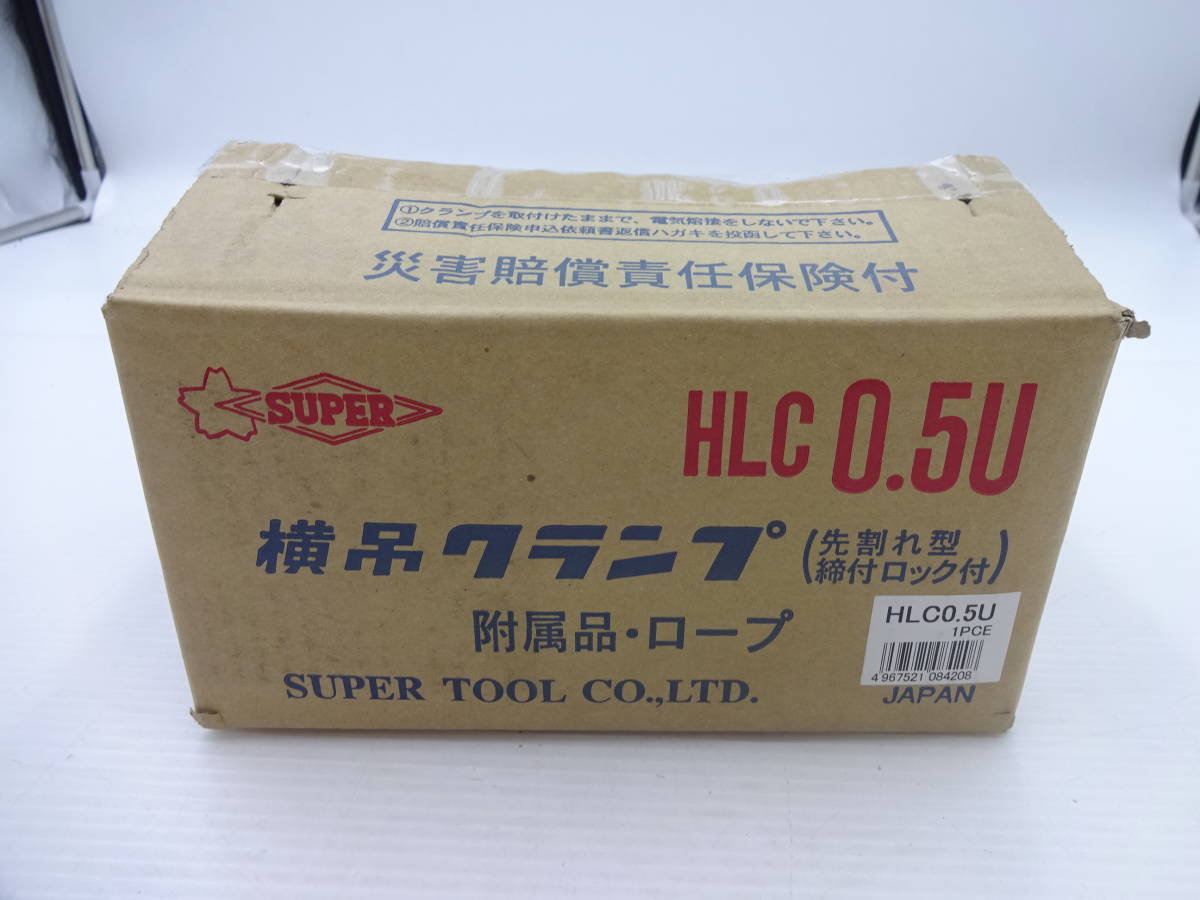 ①クランプを取付けたままで、電気熔接をしないで下さい。
②賠償責任保険申込依頼書返信ハガキを投函して下さい。
災害賠償責任保険付
SUPER
HLC 0.5U
横吊クランプ
(先割れ型
締付ロック付)
附属品・ロープ
SUPER TOOL CO.,LTD.
HLC0.5U
1PCE
4 967521 084208
JAPAN